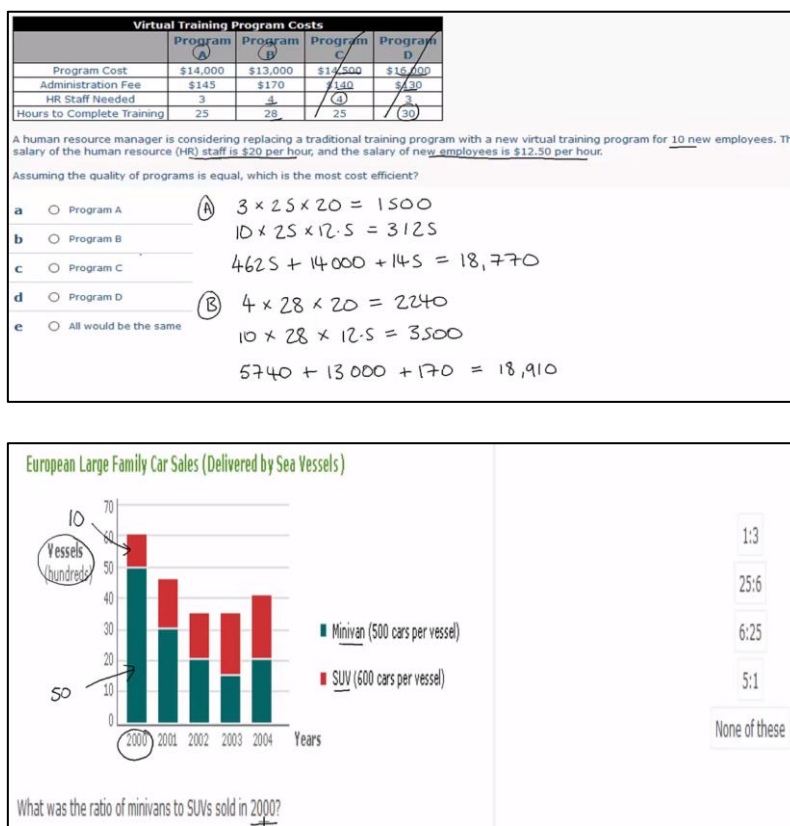 Virtual Training Program Costs
Program A Program B Program C Program D
Program Cost $14,000 $13,000 $14,500 $16,000
Administration Fee $145 $170 $140 $130
HR Staff Needed 3 4 4 3
Hours to Complete Training 25 28 25 30
A human resource manager is considering replacing a traditional training program with a new virtual training program for 10 new employees. Th
salary of the human resource (HR) staff is $20 per hour, and the salary of new employees is $12.50 per hour.
Assuming the quality of programs is equal, which is the most cost efficient?
a Program A
b Program B
c Program C
d Program D
e All would be the same
A 3 × 25 × 20 = 1500
10 × 25 × 12.5 = 3125
4625 + 14000 + 145 = 18,770
B 4 × 28 × 20 = 2240
10 × 28 × 12.5 = 3500
5740 + 13000 + 170 = 18,910
European Large Family Car Sales (Delivered by Sea Vessels)
70
10
60
Vessels
(hundreds)
50
40
30
20
50
10
0
2000 2001 2002 2003 2004 Years
Minivan (500 cars per vessel)
SUV (600 cars per vessel)
1:3
25:6
6:25
5:1
None of these
What was the ratio of minivans to SUVs sold in 2000?